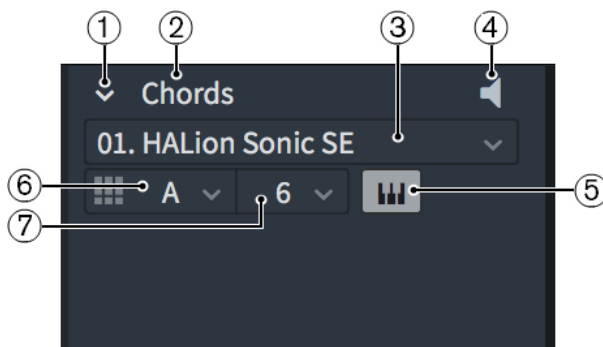 ① ② ③ ④
Chords
01. HALion Sonic SE
⑥ A 6 ⑤
⑦